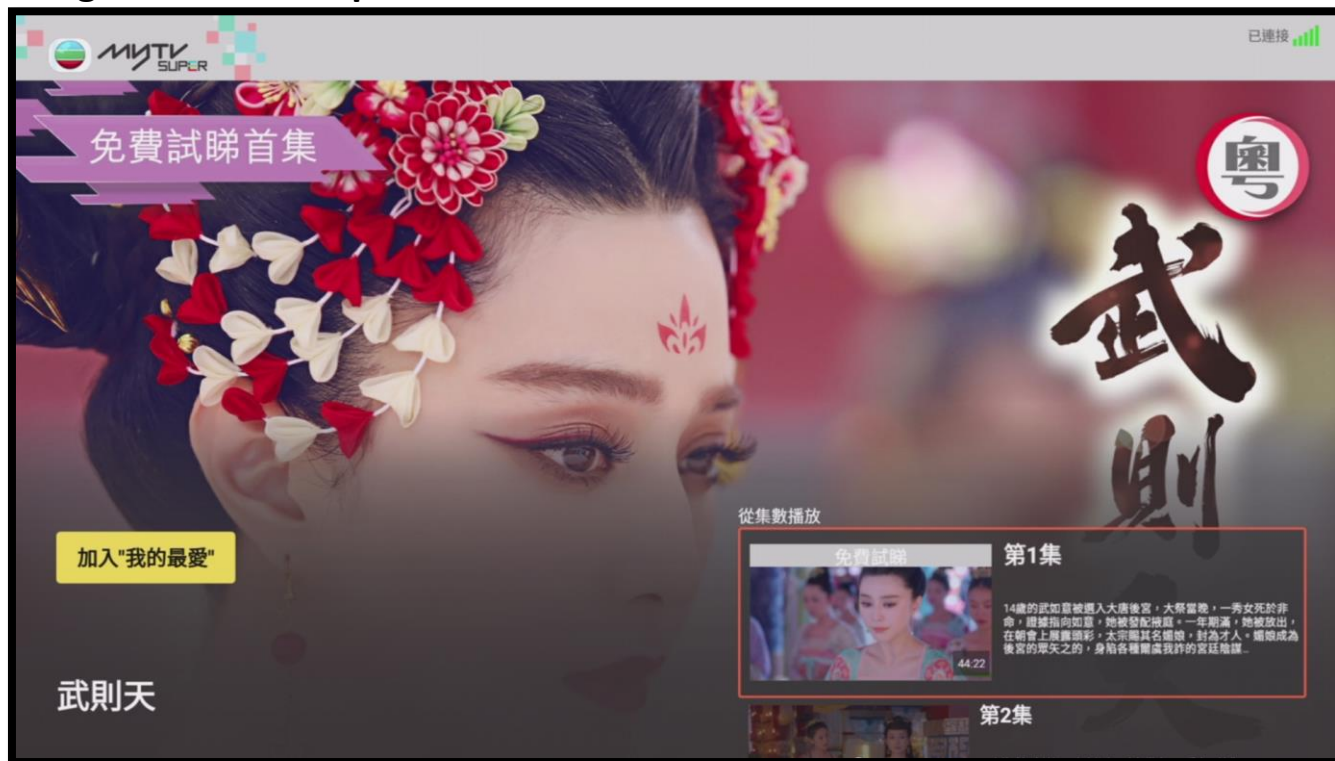 myTV
SUPER
已連接
免費試睇首集
粵
武則天
從集數播放
加入"我的最愛"
免費試睇
第1集
14歲的武如意被選入大唐後宮,大祭當晚,一秀女死於非
命,證據指向如意,她被發配掖庭。一年期滿,她被放出,
在朝會上展露頭彩,太宗賜其名媚娘,封為才人。媚娘成為
後宮的眾矢之的,身陷各種爾虞我詐的宮廷陰謀...
44:22
武則天
第2集